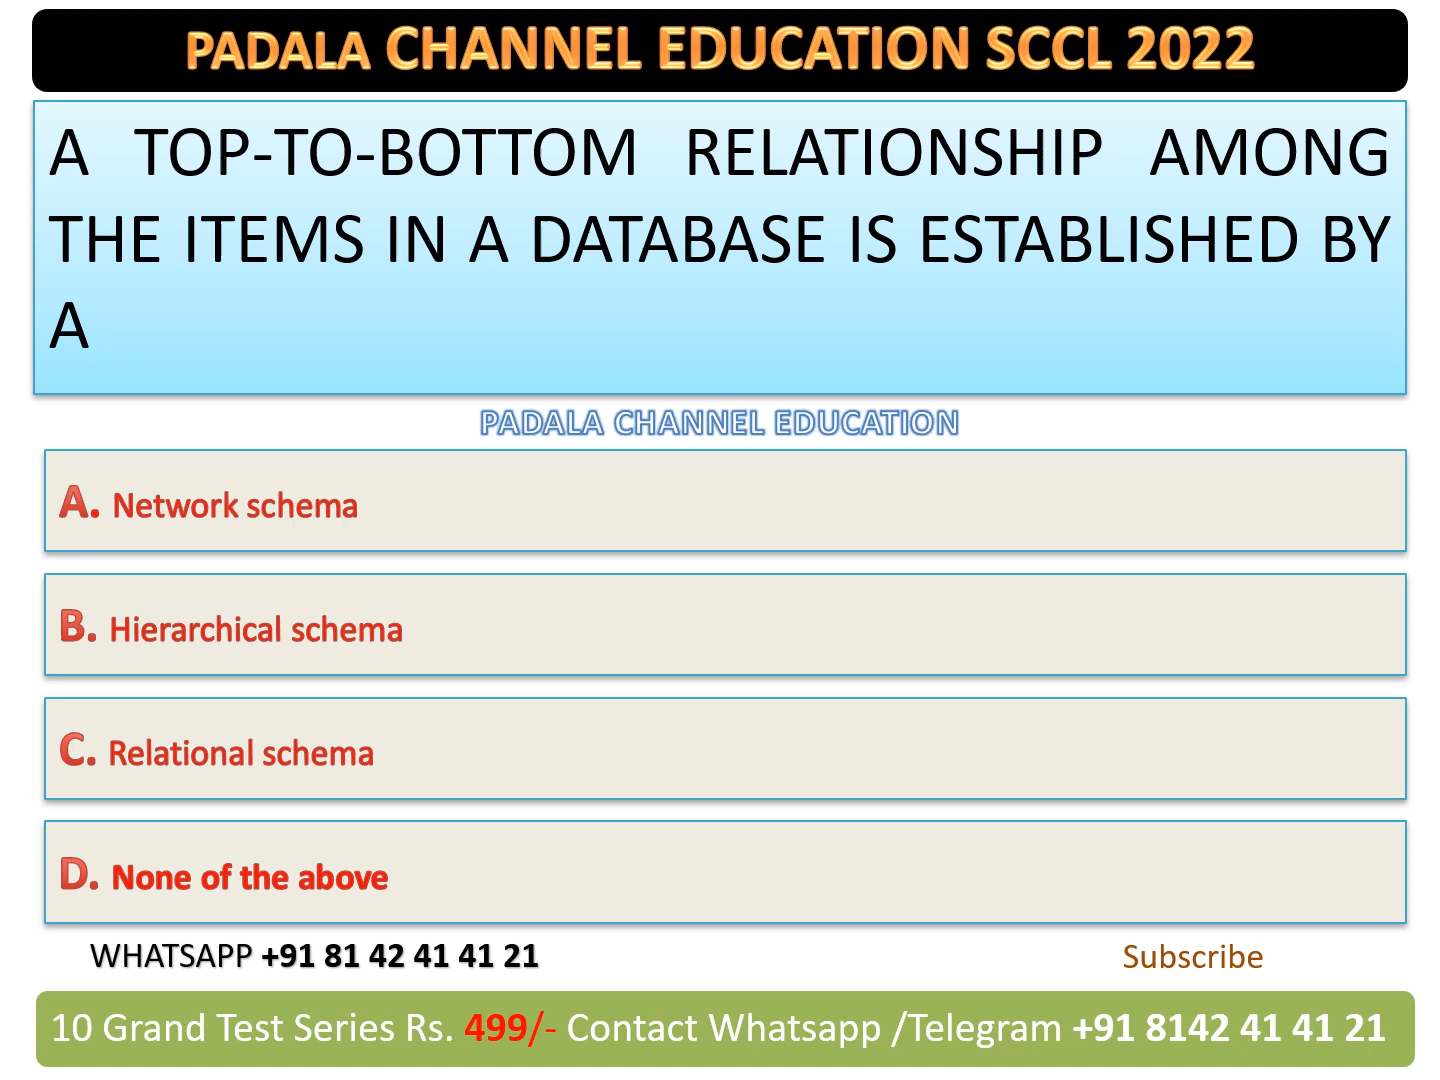 PADALA CHANNEL EDUCATION SCCL 2022
A TOP-TO-BOTTOM RELATIONSHIP AMONG
THE ITEMS IN A DATABASE IS ESTABLISHED BY
A
PADALA CHANNEL EDUCATION
A. Network schema
B. Hierarchical schema
C. Relational schema
D. None of the above
WHATSAPP +91 81 42 41 41 21
Subscribe
10 Grand Test Series Rs. 499/- Contact Whatsapp /Telegram +91 8142 41 41 21